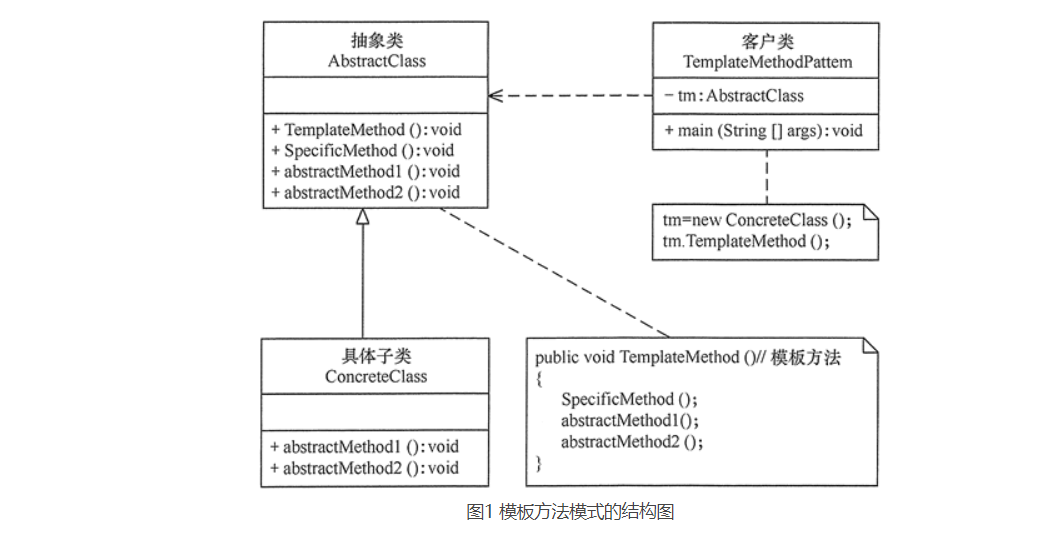 抽象类
AbstractClass
+ TemplateMethod (): void
+ SpecificMethod (): void
+ abstractMethod1 (): void
+ abstractMethod2 (): void
客户类
TemplateMethodPattem
− tm: AbstractClass
+ main (String [] args): void
tm=new ConcreteClass ();
tm.TemplateMethod ();
具体子类
ConcreteClass
+ abstractMethod1 (): void
+ abstractMethod2 (): void
public void TemplateMethod ()// 模板方法
{
SpecificMethod ();
abstractMethod1();
abstractMethod2 ();
}
图1 模板方法模式的结构图